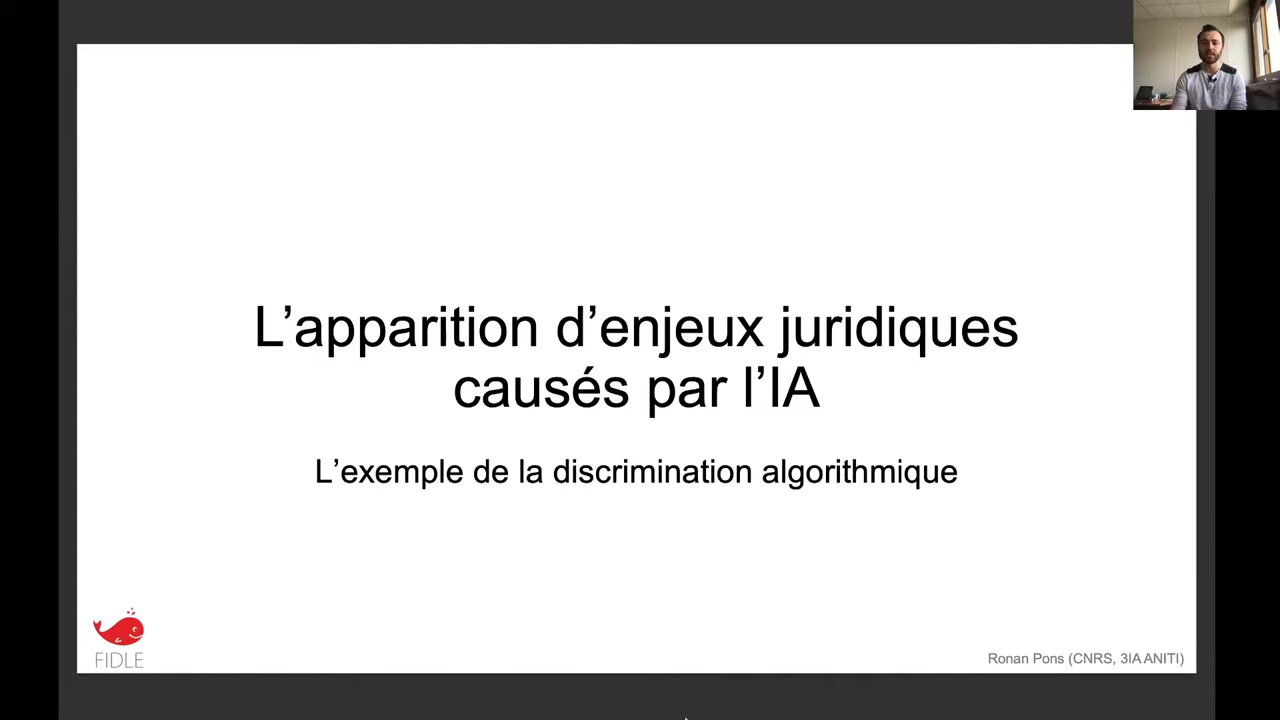 L’apparition d’enjeux juridiques
causés par l’IA
L’exemple de la discrimination algorithmique
FIDLE
Ronan Pons (CNRS, 3IA ANITI)